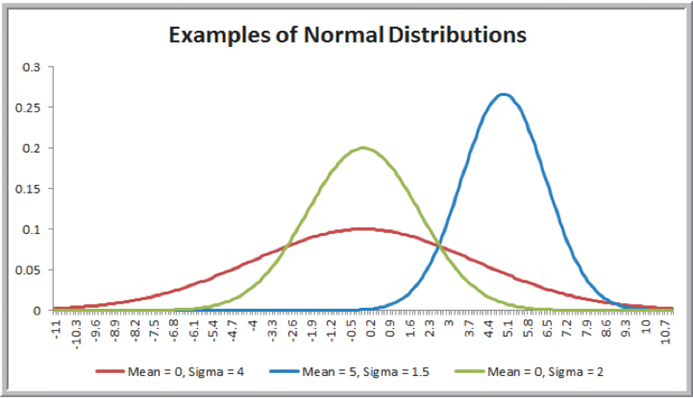 Examples of Normal Distributions
0.3
0.25
0.2
0.15
0.1
0.05
0
-11 -10.3 -9.6 -8.9 -8.2 -7.5 -6.8 -6.1 -5.4 -4.7 -4 -3.3 -2.6 -1.9 -1.2 -0.5 0.2 0.9 1.6 2.3 3 3.7 4.4 5.1 5.8 6.5 7.2 7.9 8.6 9.3 10 10.7
Mean = 0, Sigma = 4 Mean = 5, Sigma = 1.5 Mean = 0, Sigma = 2